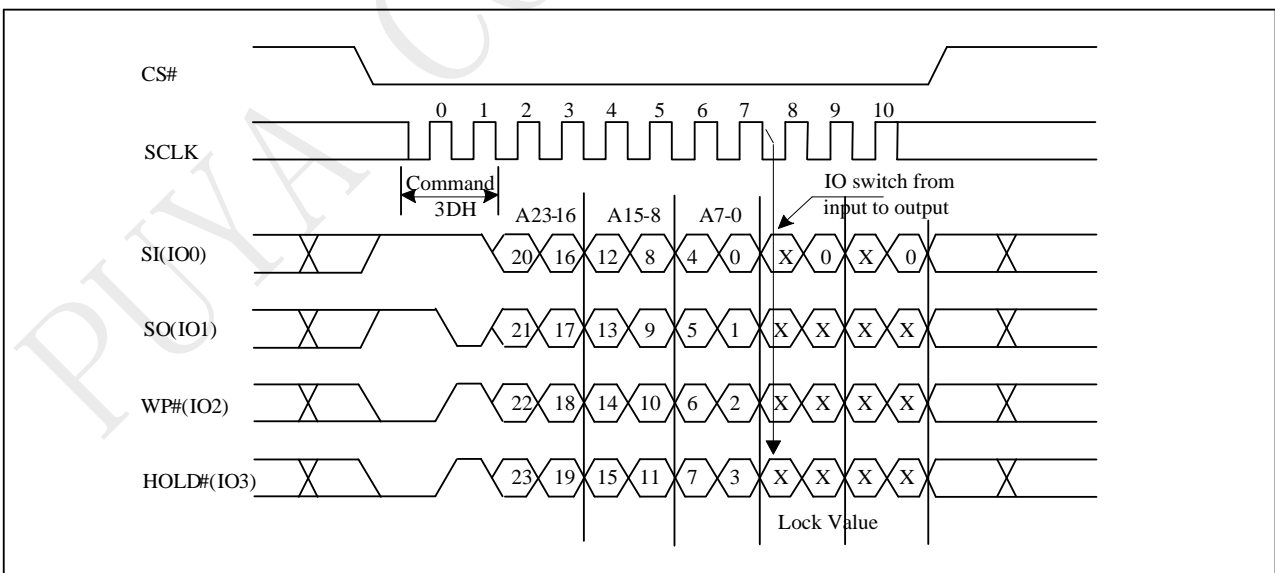 PUYA CO
CS#
0 1 2 3 4 5 6 7 8 9 10
SCLK
Command
3DH
IO switch from
input to output
A23-16 A15-8 A7-0
SI(IO0) 20 16 12 8 4 0 X 0 X 0
SO(IO1) 21 17 13 9 5 1 X X X X
WP#(IO2) 22 18 14 10 6 2 X X X X
HOLD#(IO3) 23 19 15 11 7 3 X X X X
Lock Value